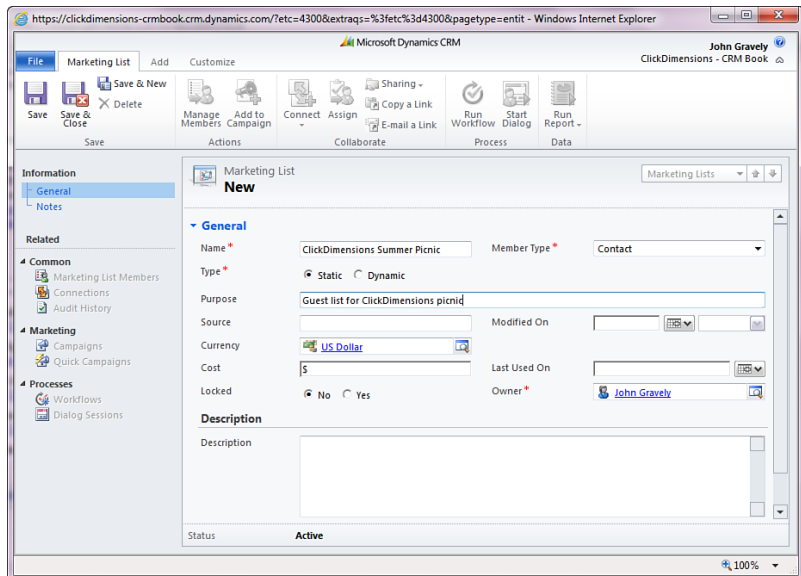 https://clickdimensions-crmbook.crm.dynamics.com/?etc=4300&extraqs=%3fetc%3d4300&pagetype=entit - Windows Internet Explorer
Microsoft Dynamics CRM
John Gravely
ClickDimensions - CRM Book
File Marketing List Add Customize
Save
Save & Close
Save & New
Delete
Save
Manage Members
Add to Campaign
Actions
Connect
Assign
Sharing
Copy a Link
E-mail a Link
Collaborate
Run Workflow
Start Dialog
Process
Run Report
Data
Information
General
Notes
Related
Common
Marketing List Members
Connections
Audit History
Marketing
Campaigns
Quick Campaigns
Processes
Workflows
Dialog Sessions
Marketing List
New
Marketing Lists
General
Name * ClickDimensions Summer Picnic Member Type * Contact
Type * Static Dynamic
Purpose Guest list for ClickDimensions picnic
Source Modified On
Currency US Dollar
Cost $ Last Used On
Locked No Yes Owner * John Gravely
Description
Description
Status Active
100%